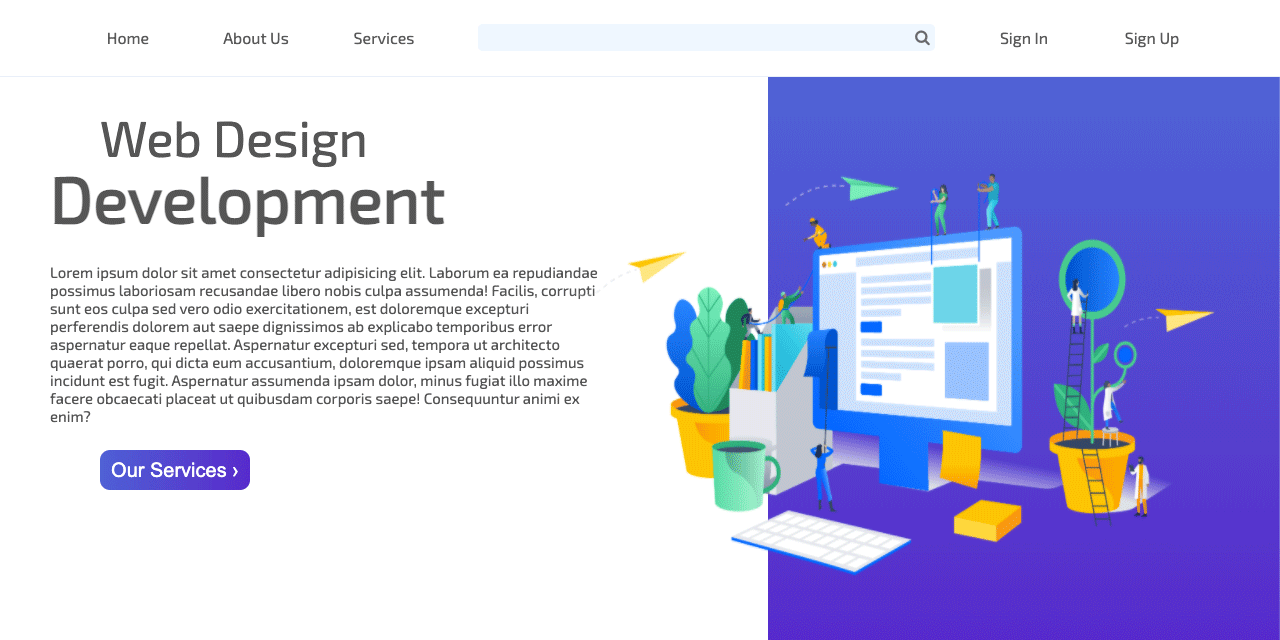 Home About Us Services Sign In Sign Up
Web Design
Development
Lorem ipsum dolor sit amet consectetur adipisicing elit. Laborum ea repudiandae
possimus laboriosam recusandae libero nobis culpa assumenda! Facilis, corrupti
sunt eos culpa sed vero odio exercitationem, est doloremque excepturi
perferendis dolorem aut saepe dignissimos ab explicabo temporibus error
aspernatur eaque repellat. Aspernatur excepturi sed, tempora ut architecto
quaerat porro, qui dicta eum accusantium, doloremque ipsam aliquid possimus
incidunt est fugit. Aspernatur assumenda ipsam dolor, minus fugiat illo maxime
facere obcaecati placeat ut quibusdam corporis saepe! Consequuntur animi ex
enim?
Our Services ›